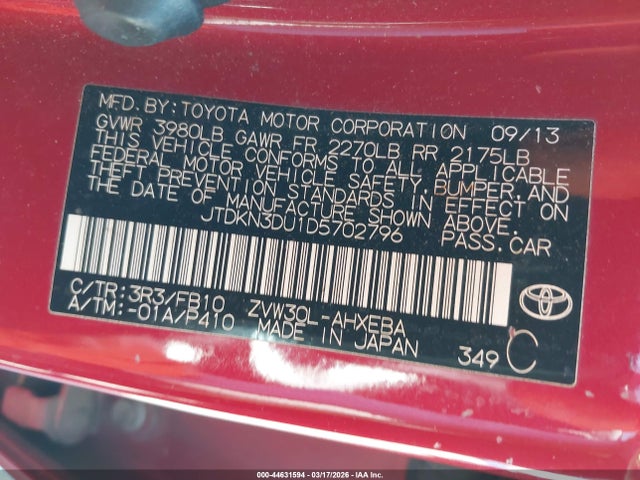 MFD. BY: TOYOTA MOTOR CORPORATION 09/13
GVWR 3980LB GAWR FR 2270LB RR 2175LB
THIS VEHICLE CONFORMS TO ALL APPLICABLE
FEDERAL MOTOR VEHICLE SAFETY, BUMPER, AND
THEFT PREVENTION STANDARDS IN EFFECT ON
THE DATE OF MANUFACTURE SHOWN ABOVE.
JTDKN3DU1D5702796 PASS. CAR
C/TR: 3R3/FB10 ZVW30L-AHXEBA
A/TM: -01A/P410 MADE IN JAPAN 349 C
000-44631594 - 03/17/2026 - IAA Inc.